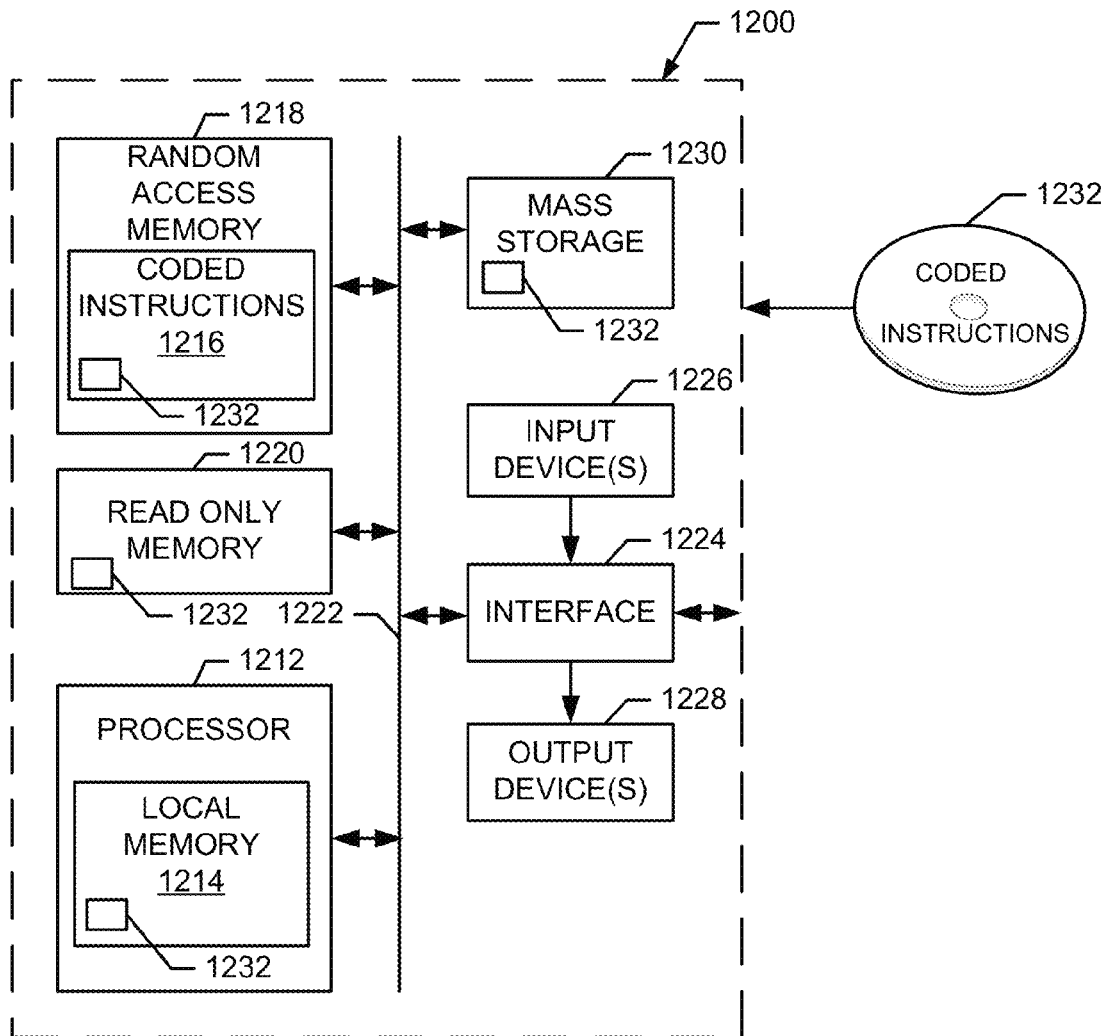 1200
1218
RANDOM
ACCESS
MEMORY
CODED
INSTRUCTIONS
1216
1232
1220
READ ONLY
MEMORY
1232
1222
1212
PROCESSOR
LOCAL
MEMORY
1214
1232
1230
MASS
STORAGE
1232
1226
INPUT
DEVICE(S)
1224
INTERFACE
1228
OUTPUT
DEVICE(S)
1232
CODED
INSTRUCTIONS